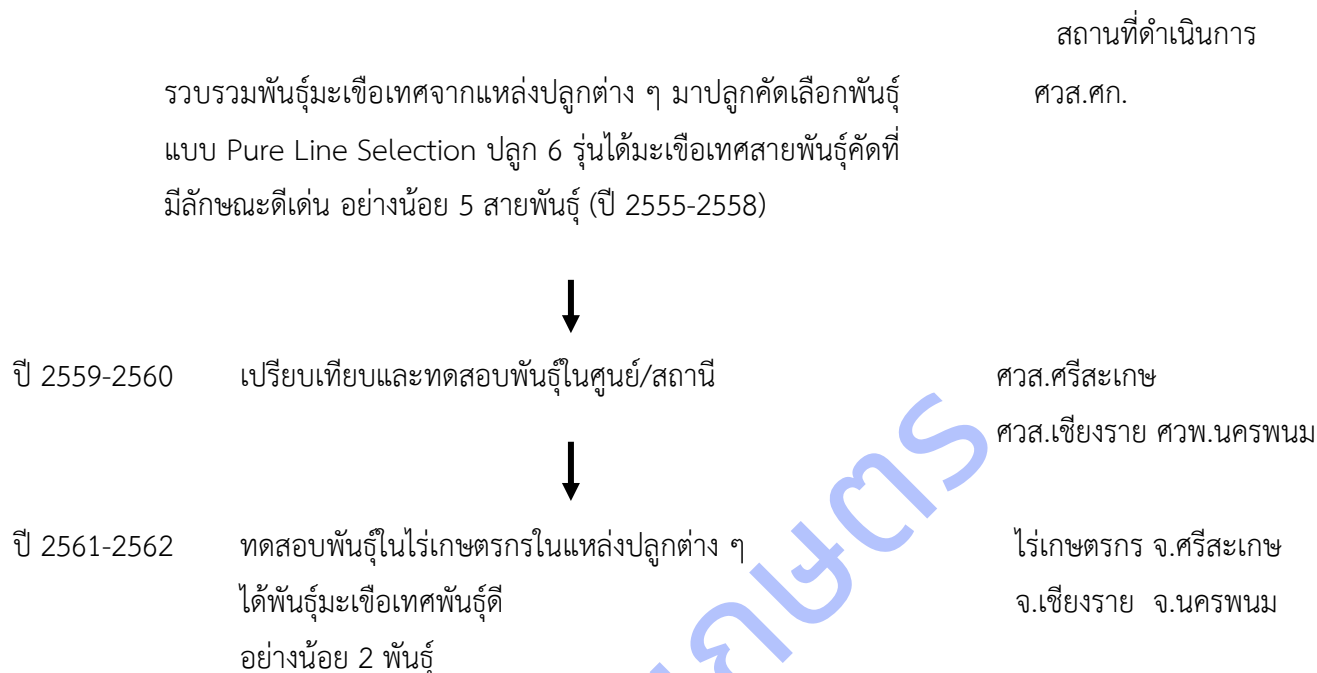 สถานที่ดำเนินการ
รวบรวมพันธุ์มะเขือเทศจากแหล่งปลูกต่าง ๆ มาปลูกคัดเลือกพันธุ์ ศวส.ศก.
แบบ Pure Line Selection ปลูก 6 รุ่นได้มะเขือเทศสายพันธุ์คัดที่
มีลักษณะดีเด่น อย่างน้อย 5 สายพันธุ์ (ปี 2555-2558)
ปี 2559-2560 เปรียบเทียบและทดสอบพันธุ์ในศูนย์/สถานี ศวส.ศรีสะเกษ
ศวส.เชียงราย ศวพ.นครพนม
ปี 2561-2562 ทดสอบพันธุ์ในไร่เกษตรกรในแหล่งปลูกต่าง ๆ ไร่เกษตรกร จ.ศรีสะเกษ
ได้พันธุ์มะเขือเทศพันธุ์ดี จ.เชียงราย จ.นครพนม
อย่างน้อย 2 พันธุ์